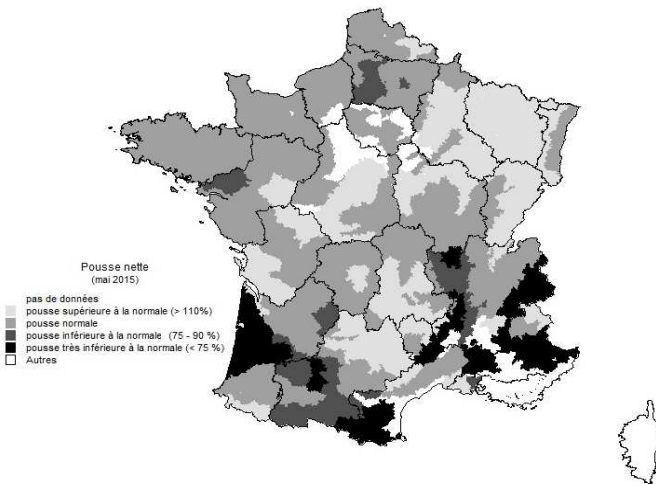 Pousse nette
(mai 2015)
pas de données
pousse supérieure à la normale (> 110%)
pousse normale
pousse inférieure à la normale (75 - 90 %)
pousse très inférieure à la normale (< 75 %)
Autres